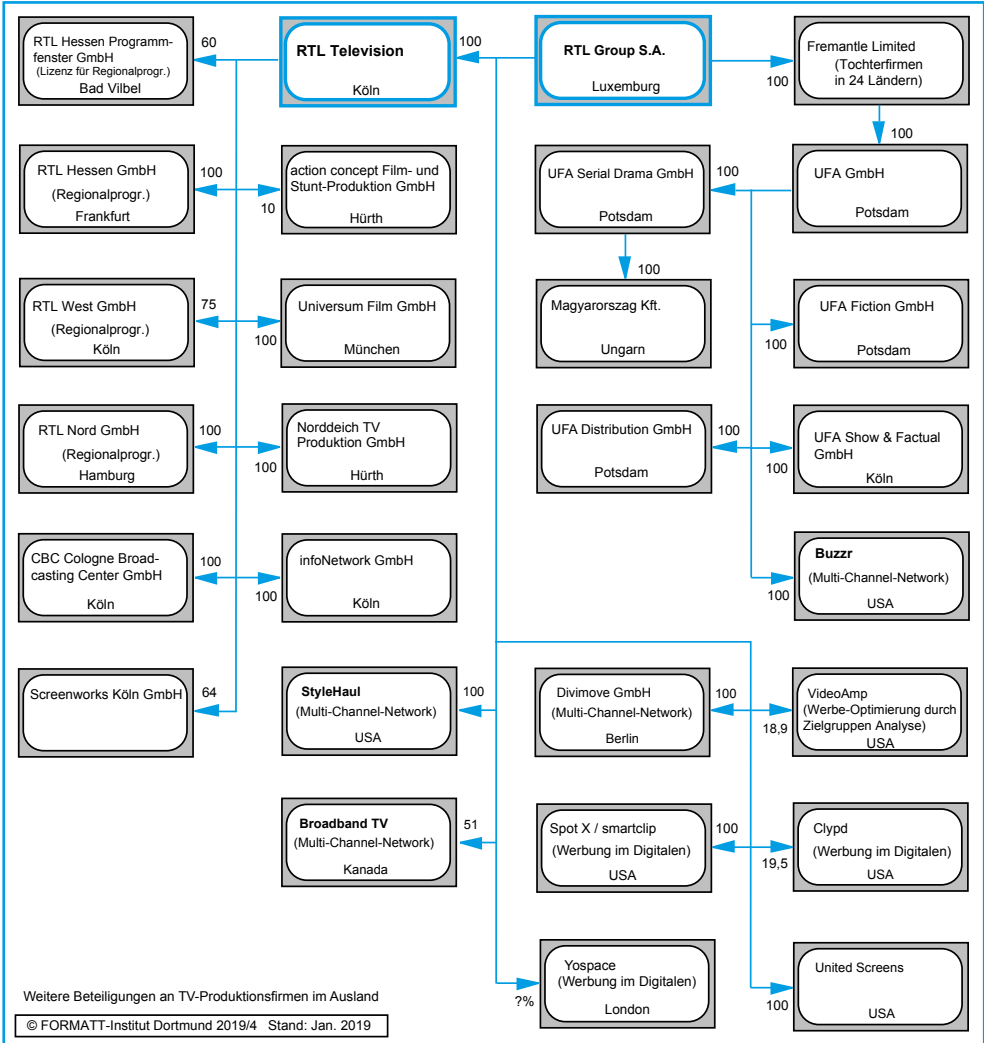 RTL Hessen Programm-
fenster GmbH
(Lizenz für Regionalprogr.)
Bad Vilbel
60
RTL Television
Köln
100
RTL Group S.A.
Luxemburg
100
Fremantle Limited
(Tochterfirmen
in 24 Ländern)
100
RTL Hessen GmbH
(Regionalprogr.)
Frankfurt
100
10
action concept Film- und
Stunt-Produktion GmbH
Hürth
UFA Serial Drama GmbH
Potsdam
100
UFA GmbH
Potsdam
100
RTL West GmbH
(Regionalprogr.)
Köln
75
100
Universum Film GmbH
München
Magyarorszag Kft.
Ungarn
100
UFA Fiction GmbH
Potsdam
RTL Nord GmbH
(Regionalprogr.)
Hamburg
100
100
Norddeich TV
Produktion GmbH
Hürth
UFA Distribution GmbH
Potsdam
100
100
UFA Show & Factual
GmbH
Köln
CBC Cologne Broad-
casting Center GmbH
Köln
100
100
infoNetwork GmbH
Köln
100
Buzzr
(Multi-Channel-Network)
USA
Screenworks Köln GmbH
64
StyleHaul
(Multi-Channel-Network)
USA
100
Divimove GmbH
(Multi-Channel-Network)
Berlin
100
18,9
VideoAmp
(Werbe-Optimierung durch
Zielgruppen Analyse)
USA
Broadband TV
(Multi-Channel-Network)
Kanada
51
Spot X / smartclip
(Werbung im Digitalen)
USA
100
19,5
Clypd
(Werbung im Digitalen)
USA
?%
Yospace
(Werbung im Digitalen)
London
100
United Screens
USA
Weitere Beteiligungen an TV-Produktionsfirmen im Ausland
© FORMATT-Institut Dortmund 2019/4 Stand: Jan. 2019